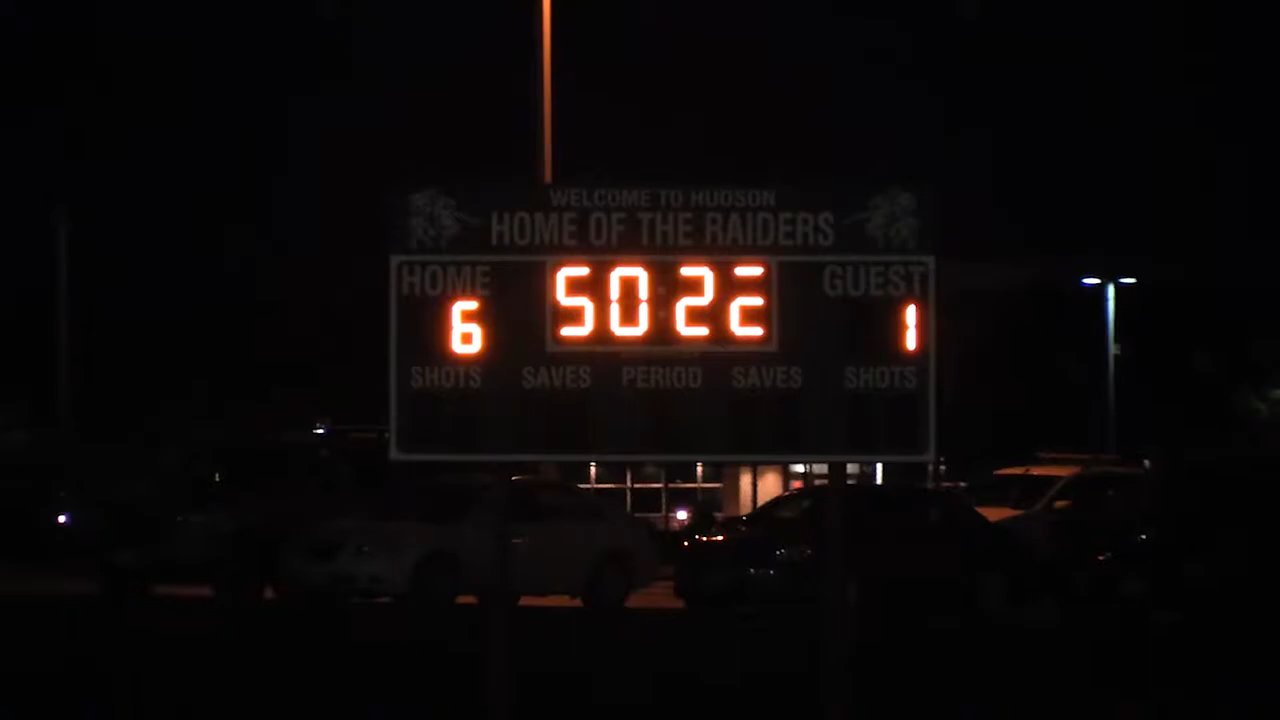 WELCOME TO HUDSON
HOME OF THE RAIDERS
HOME 50:22 GUEST
6 1
SHOTS SAVES PERIOD SAVES SHOTS